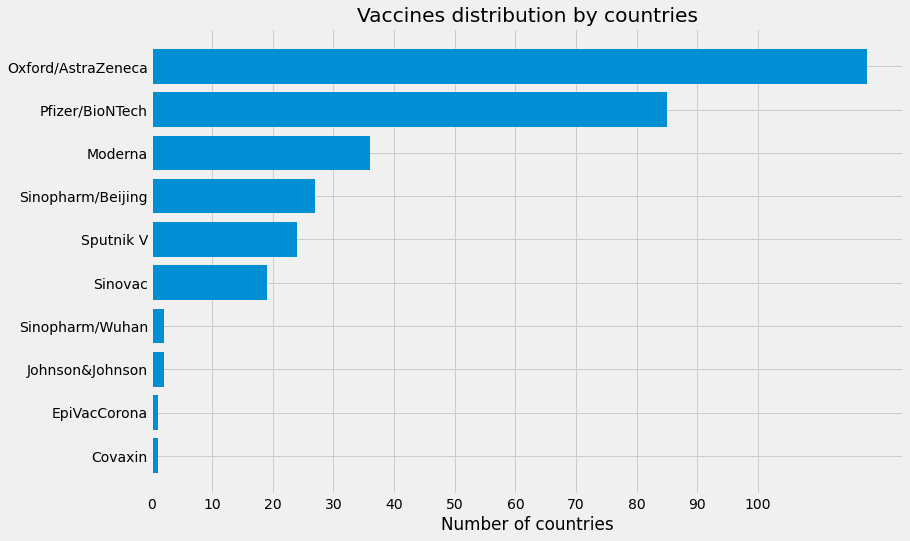 Vaccines distribution by countries
Oxford/AstraZeneca
Pfizer/BioNTech
Moderna
Sinopharm/Beijing
Sputnik V
Sinovac
Sinopharm/Wuhan
Johnson&Johnson
EpiVacCorona
Covaxin
0 10 20 30 40 50 60 70 80 90 100
Number of countries